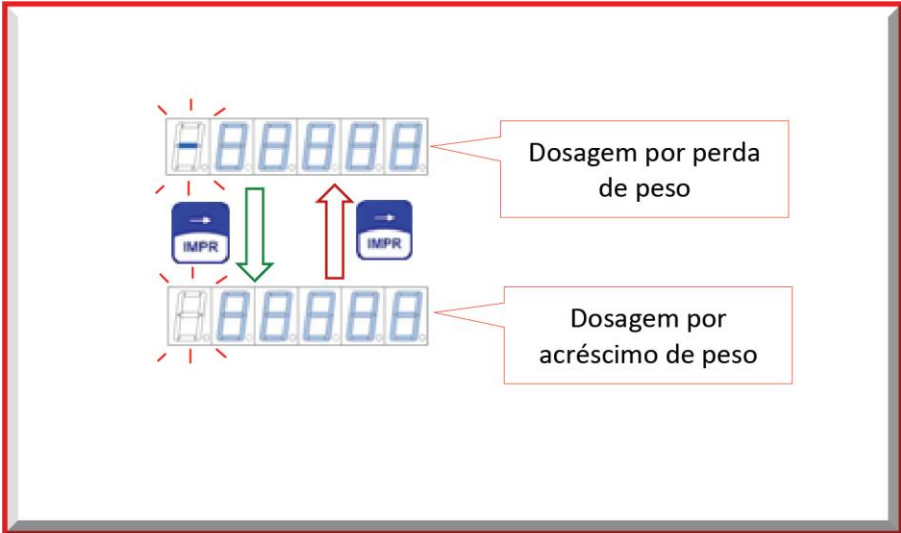 Dosagem por perda
de peso
IMPR
IMPR
Dosagem por
acréscimo de peso